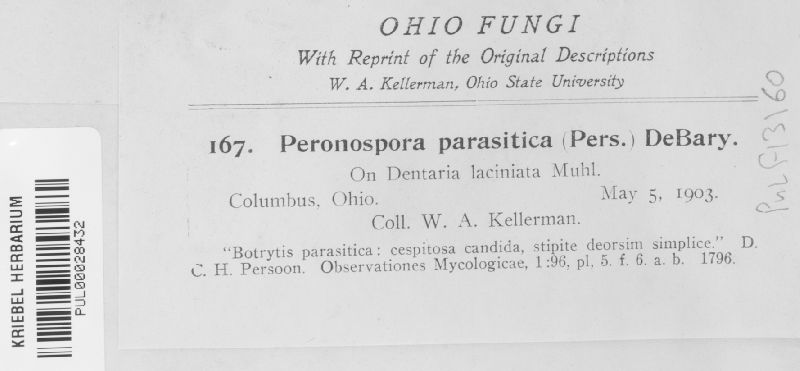 OHIO FUNGI
With Reprint of the Original Descriptions
W. A. Kellerman, Ohio State University
167. Peronospora parasitica (Pers.) DeBary.
On Dentaria laciniata Muhl.
Columbus, Ohio. May 5, 1903.
Coll. W. A. Kellerman.
"Botrytis parasitica: cespitosa candida, stipite deorsim simplice." D.
C. H. Persoon. Observationes Mycologicae, 1:96, pl, 5. f. 6. a. b. 1796.
KRIEBEL HERBARIUM
PUL00028432
PuL F13160